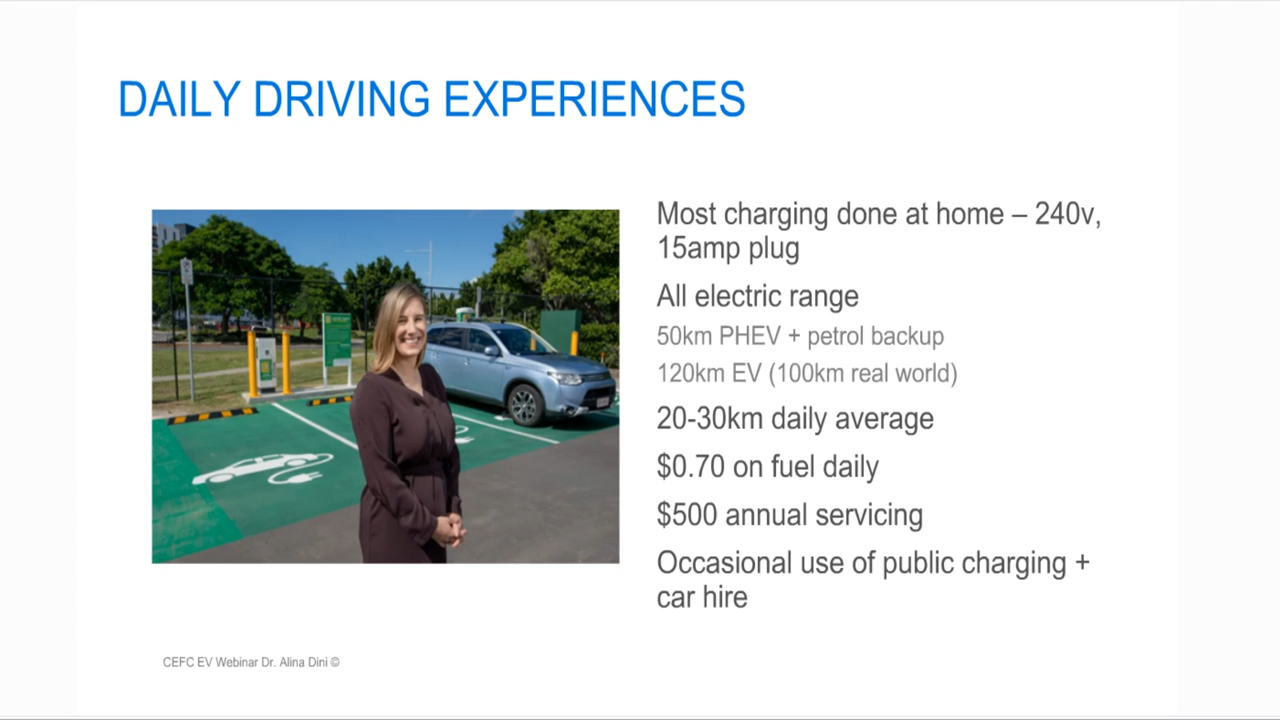 DAILY DRIVING EXPERIENCES
Most charging done at home – 240v,
15amp plug
All electric range
50km PHEV + petrol backup
120km EV (100km real world)
20-30km daily average
$0.70 on fuel daily
$500 annual servicing
Occasional use of public charging +
car hire
CEFC EV Webinar Dr. Alina Dini ©